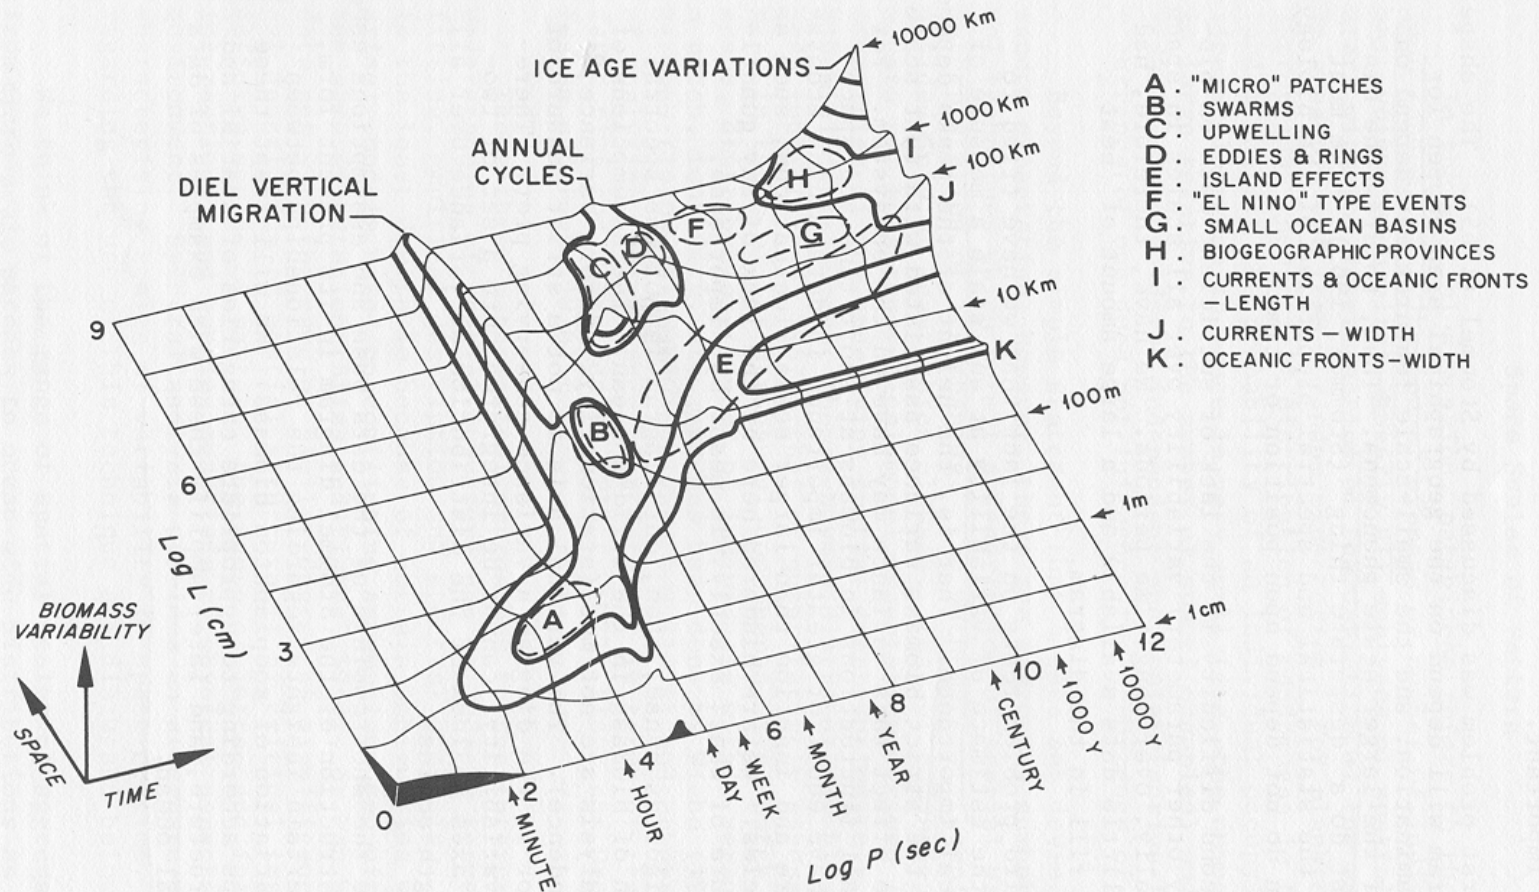 10000 Km
ICE AGE VARIATIONS
1000 Km
100 Km
ANNUAL
CYCLES
DIEL VERTICAL
MIGRATION
I
J
H
F
G
D
C
9
10 Km
K
E
100m
B
6
1m
LOG L (cm)
A
3
1cm
BIOMASS
VARIABILITY
SPACE
TIME
0
2
4
6
8
10
12
MINUTE
HOUR
DAY
WEEK
MONTH
YEAR
CENTURY
1000 Y
10000 Y
LOG P (sec)
A . "MICRO" PATCHES
B . SWARMS
C . UPWELLING
D . EDDIES & RINGS
E . ISLAND EFFECTS
F . "EL NINO" TYPE EVENTS
G . SMALL OCEAN BASINS
H . BIOGEOGRAPHIC PROVINCES
I . CURRENTS & OCEANIC FRONTS
–LENGTH
J . CURRENTS – WIDTH
K . OCEANIC FRONTS–WIDTH